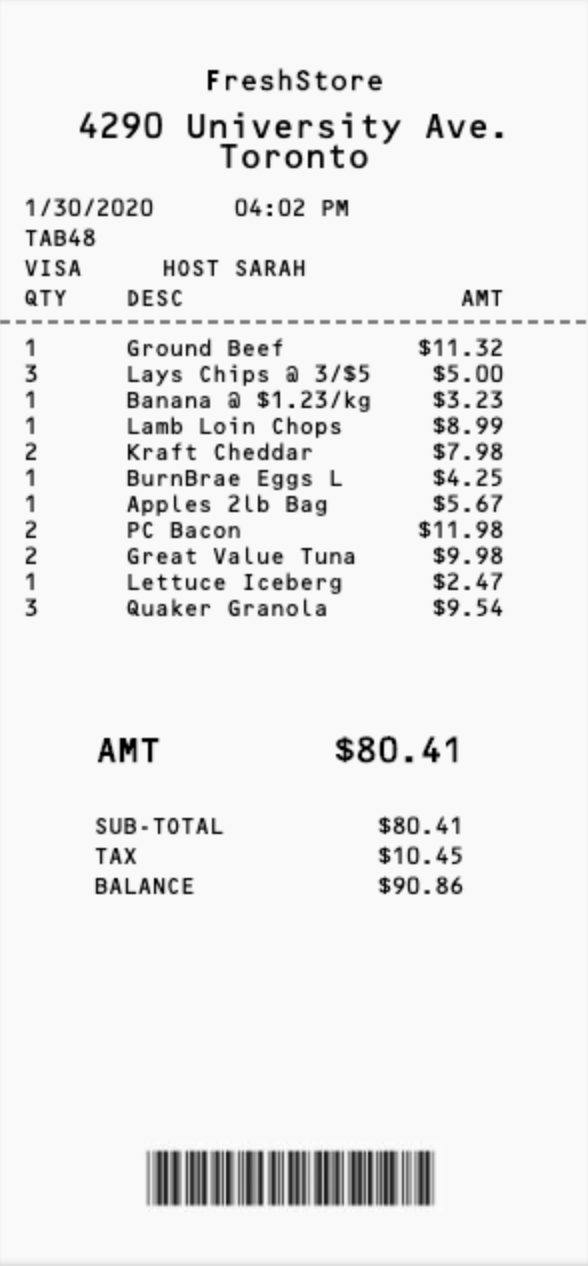 FreshStore
4290 University Ave.
Toronto
1/30/2020 04:02 PM
TAB48
VISA HOST SARAH
QTY DESC AMT
1 Ground Beef $11.32
3 Lays Chips @ 3/$5 $5.00
1 Banana @ $1.23/kg $3.23
1 Lamb Loin Chops $8.99
2 Kraft Cheddar $7.98
1 BurnBrae Eggs L $4.25
1 Apples 2lb Bag $5.67
2 PC Bacon $11.98
2 Great Value Tuna $9.98
1 Lettuce Iceberg $2.47
3 Quaker Granola $9.54
AMT $80.41
SUB-TOTAL $80.41
TAX $10.45
BALANCE $90.86